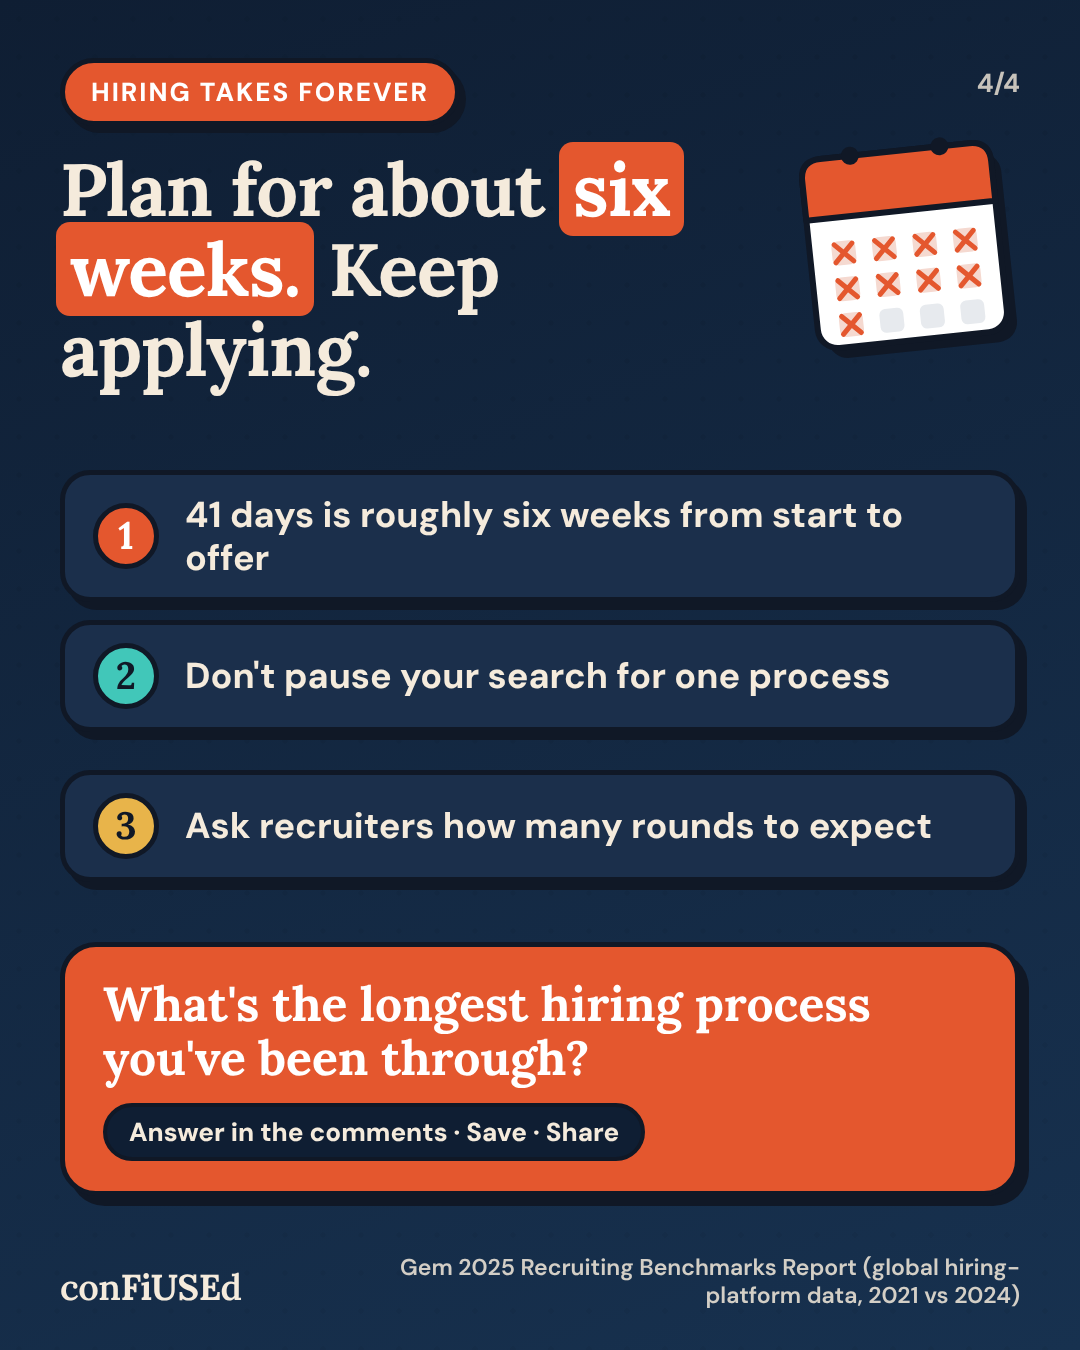 HIRING TAKES FOREVER
4/4
Plan for about six
weeks. Keep
applying.
1
41 days is roughly six weeks from start to
offer
2
Don't pause your search for one process
3
Ask recruiters how many rounds to expect
What's the longest hiring process
you've been through?
Answer in the comments · Save · Share
conFiUSEd
Gem 2025 Recruiting Benchmarks Report (global hiring-
platform data, 2021 vs 2024)